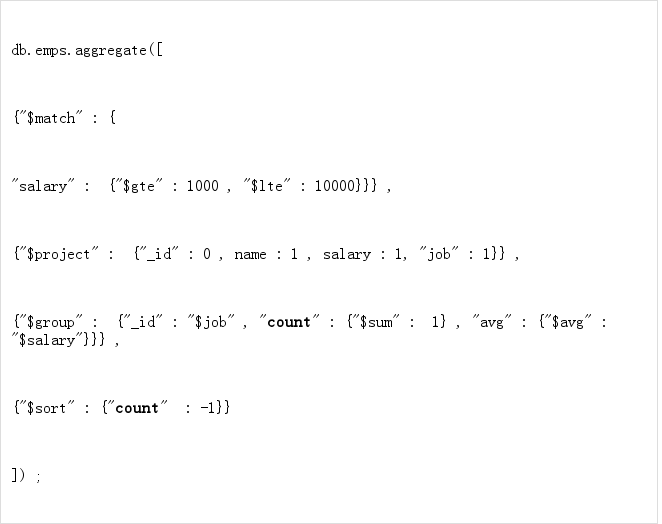 db.emps.aggregate([
{"$match" : {
"salary" :  {"$gte" : 1000 , "$lte" : 10000}}} ,
{"$project" :  {"_id" : 0 , name : 1 , salary : 1, "job" : 1}} ,
{"$group" :  {"_id" : "$job" , "count" : {"$sum" :  1} , "avg" : {"$avg" :
"$salary"}}} ,
{"$sort" : {"count"  : -1}}
]) ;